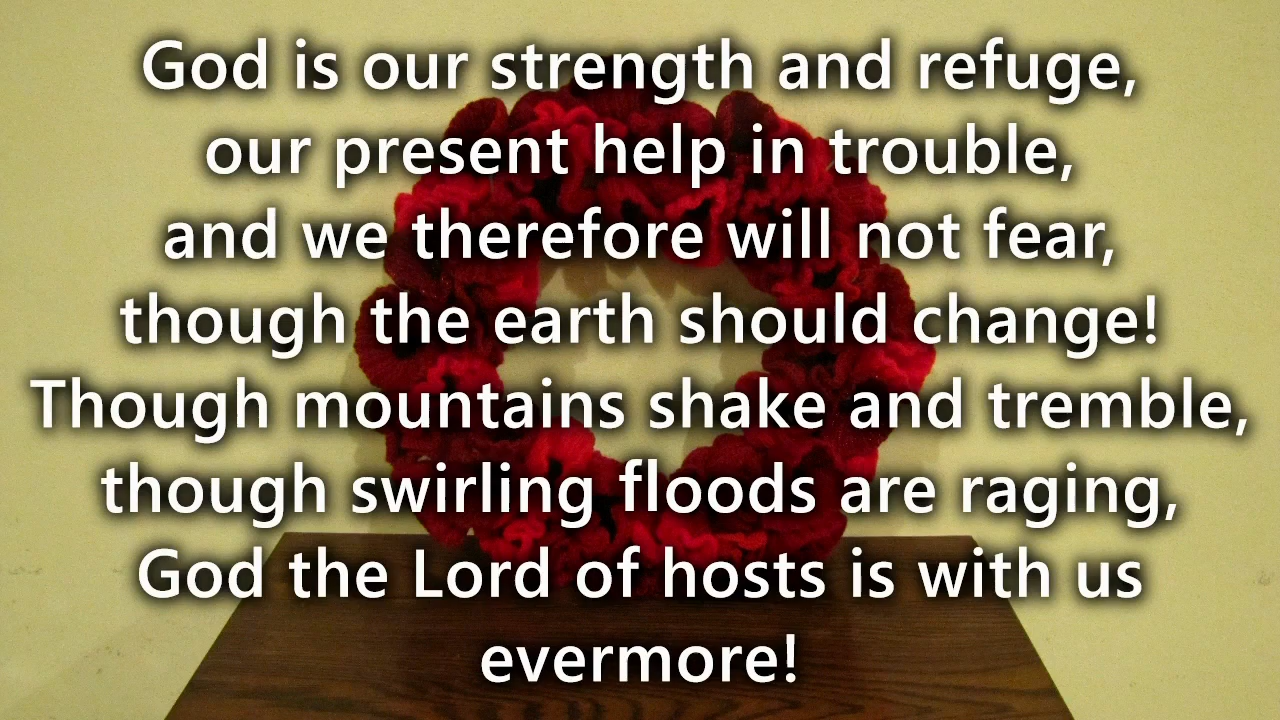 God is our strength and refuge,
our present help in trouble,
and we therefore will not fear,
though the earth should change!
Though mountains shake and tremble,
though swirling floods are raging,
God the Lord of hosts is with us
evermore!